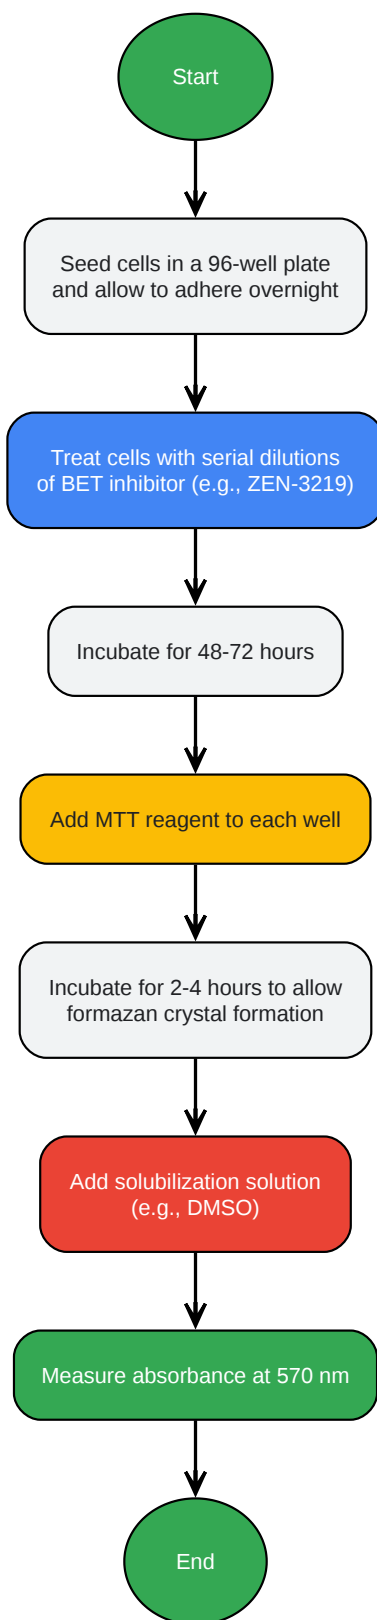 Start
Seed cells in a 96-well plate
and allow to adhere overnight
Treat cells with serial dilutions
of BET inhibitor (e.g., ZEN-3219)
Incubate for 48-72 hours
Add MTT reagent to each well
Incubate for 2-4 hours to allow
formazan crystal formation
Add solubilization solution
(e.g., DMSO)
Measure absorbance at 570 nm
End